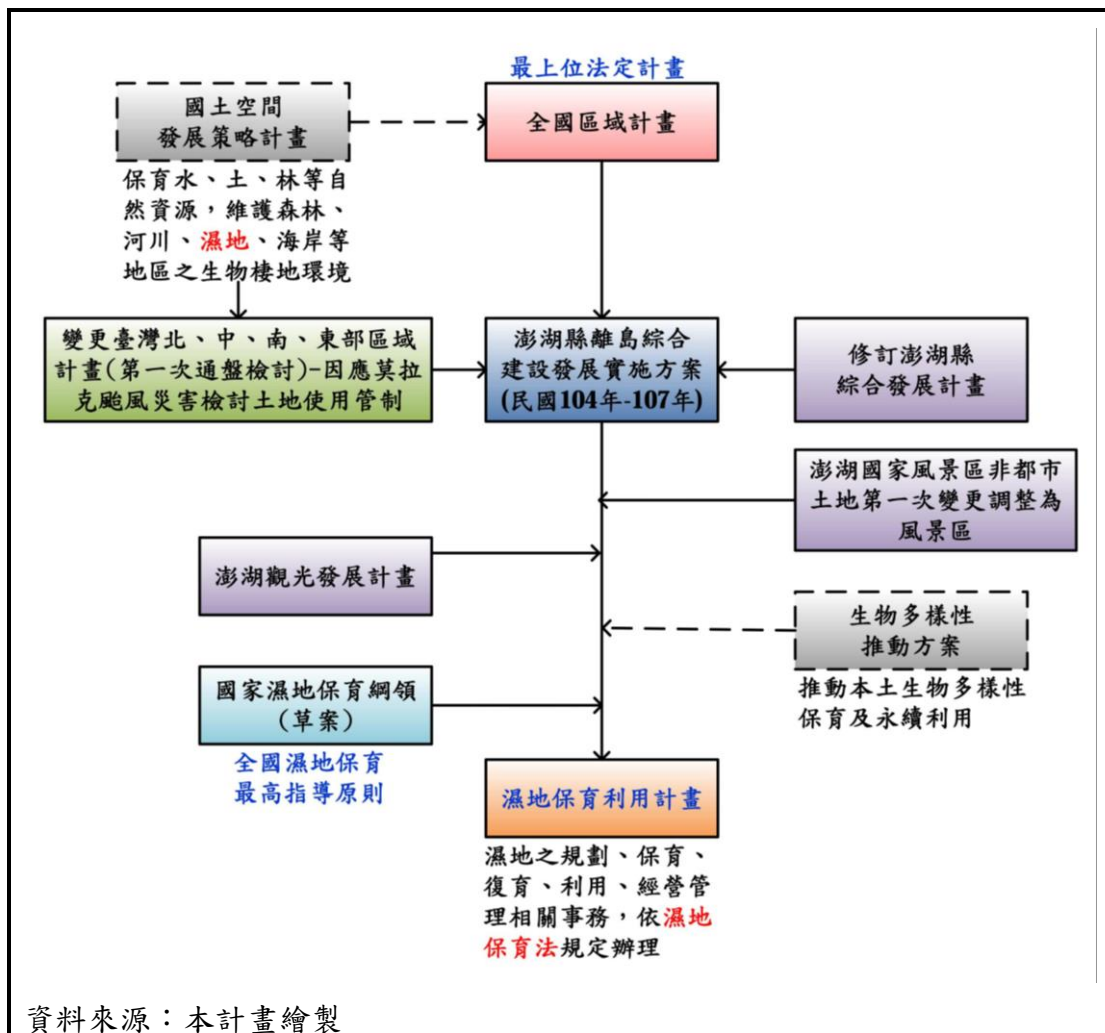 最上位法定計畫
國土空間
發展策略計畫
全國區域計畫
保育水、土、林等自
然資源，維護森林、
河川、濕地、海岸等
地區之生物棲地環境
變更臺灣北、中、南、東部區域
計畫(第一次通盤檢討)-因應莫拉
克颱風災害檢討土地使用管制
澎湖縣離島綜合
建設發展實施方案
(民國104年-107年)
修訂澎湖縣
綜合發展計畫
澎湖國家風景區非都市
土地第一次變更調整為
風景區
澎湖觀光發展計畫
生物多樣性
推動方案
推動本土生物多樣性
保育及永續利用
國家濕地保育綱領
(草案)
全國濕地保育
最高指導原則
濕地保育利用計畫
濕地之規劃、保育、
復育、利用、經營管
理相關事務，依濕地
保育法規定辦理
資料來源：本計畫繪製